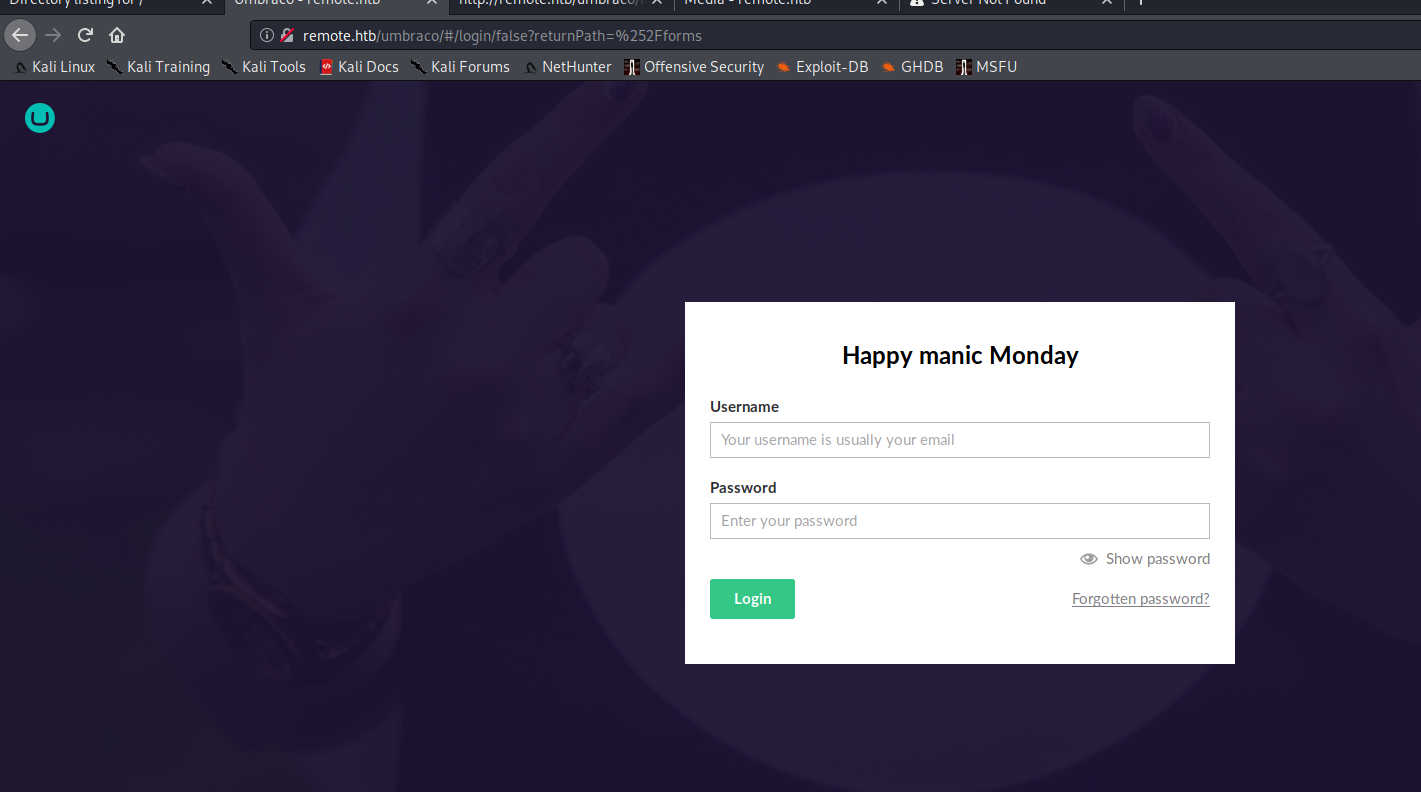 Directory listing for /
Umbraco - remote.htb
http://remote.htb/umbraco/
Media - remote.htb
Server Not Found
remote.htb/umbraco/#/login/false?returnPath=%252Fforms
Kali Linux Kali Training Kali Tools Kali Docs Kali Forums NetHunter Offensive Security Exploit-DB GHDB MSFU
Happy manic Monday
Username
Your username is usually your email
Password
Enter your password
Show password
Login
Forgotten password?